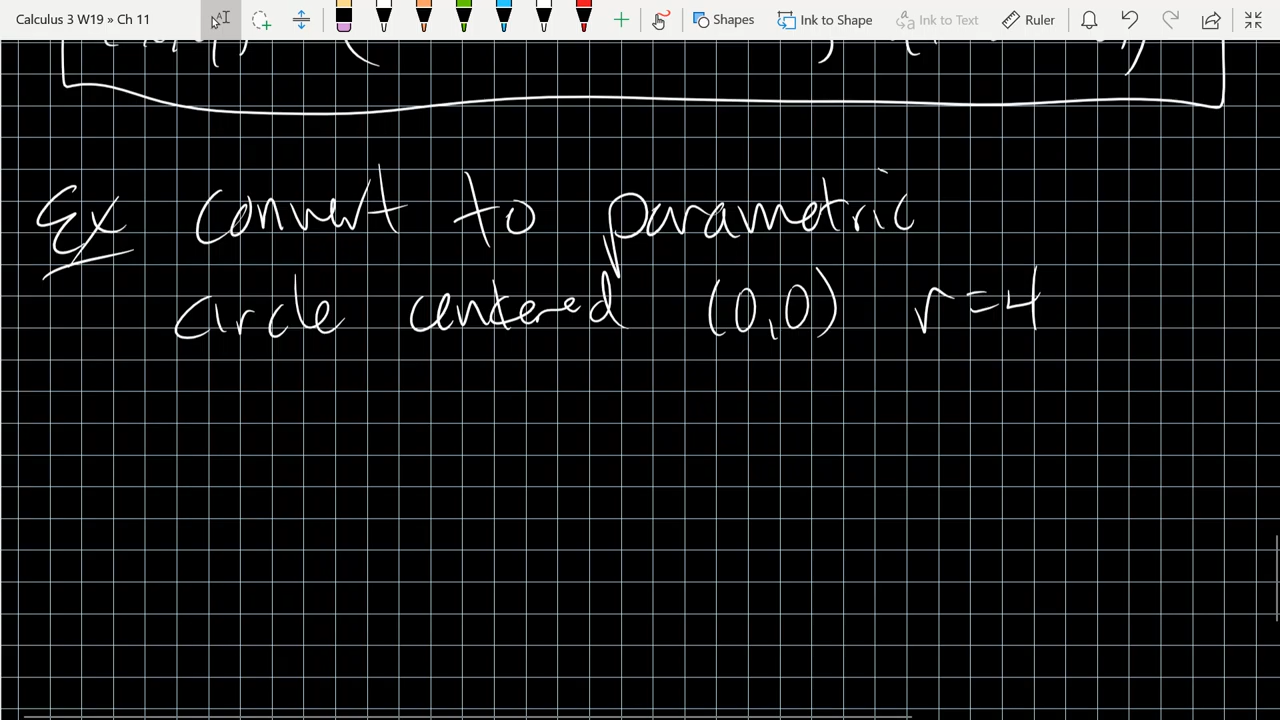 Calculus 3 W19 » Ch 11
Shapes
Ink to Shape
Ink to Text
Ruler
Ex convert to parametric
circle centered (0,0) r=4